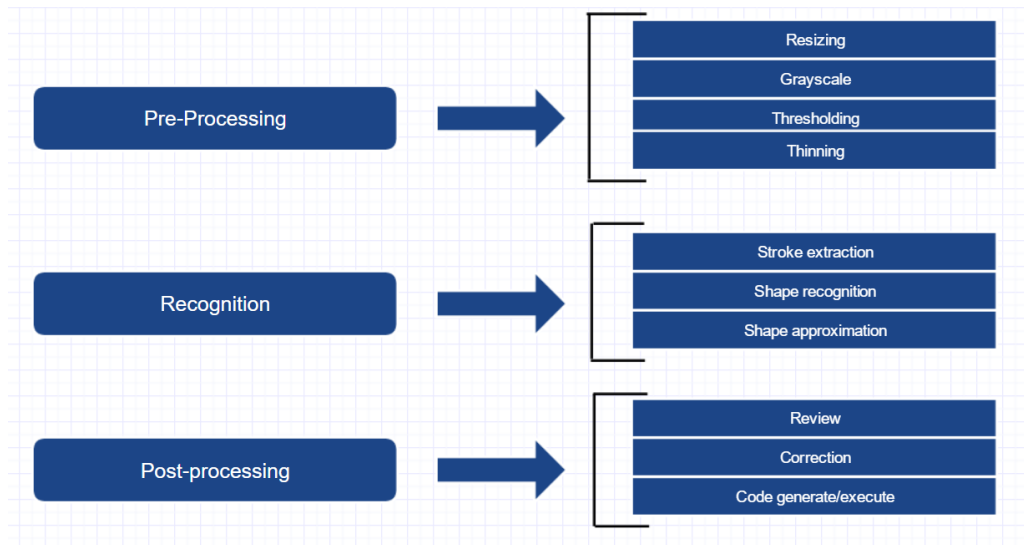 Pre-Processing
Resizing
Grayscale
Thresholding
Thinning
Recognition
Stroke extraction
Shape recognition
Shape approximation
Post-processing
Review
Correction
Code generate/execute